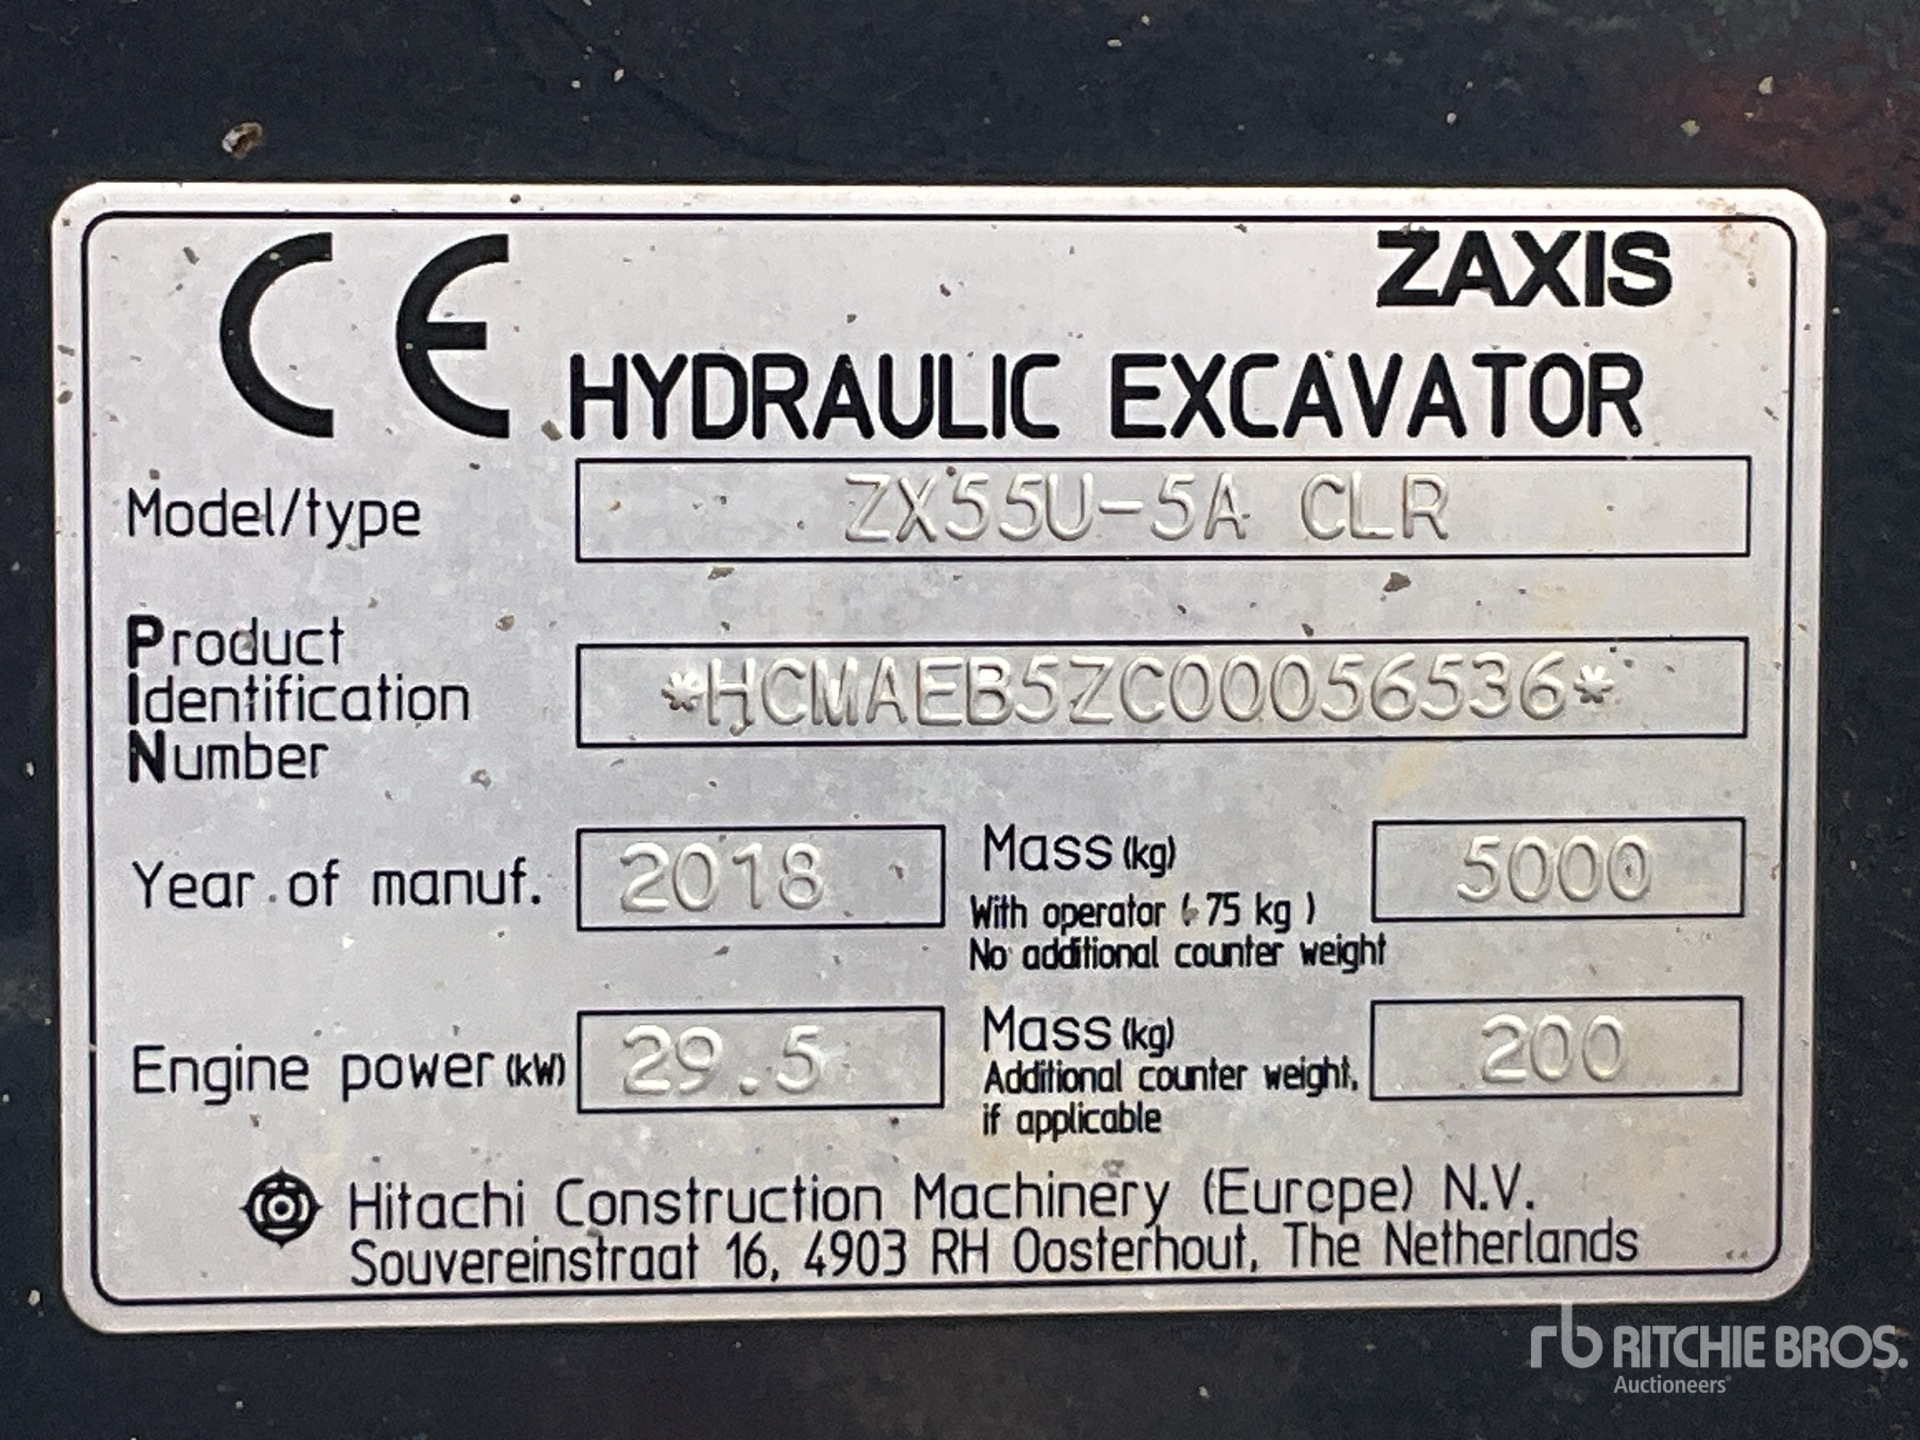 CE
ZAXIS
HYDRAULIC EXCAVATOR
Model/type ZX55U-5A CLR
Product
Identification *HCMAEB5ZC00056536*
Number
Year of manuf. 2018
Mass (kg) 5000
With operator ( 75 kg )
No additional counter weight
Engine power (kW) 29.5
Mass (kg) 200
Additional counter weight,
if applicable
Hitachi Construction Machinery (Europe) N.V.
Souvereinstraat 16, 4903 RH Oosterhout, The Netherlands
rb RITCHIE BROS.
Auctioneers